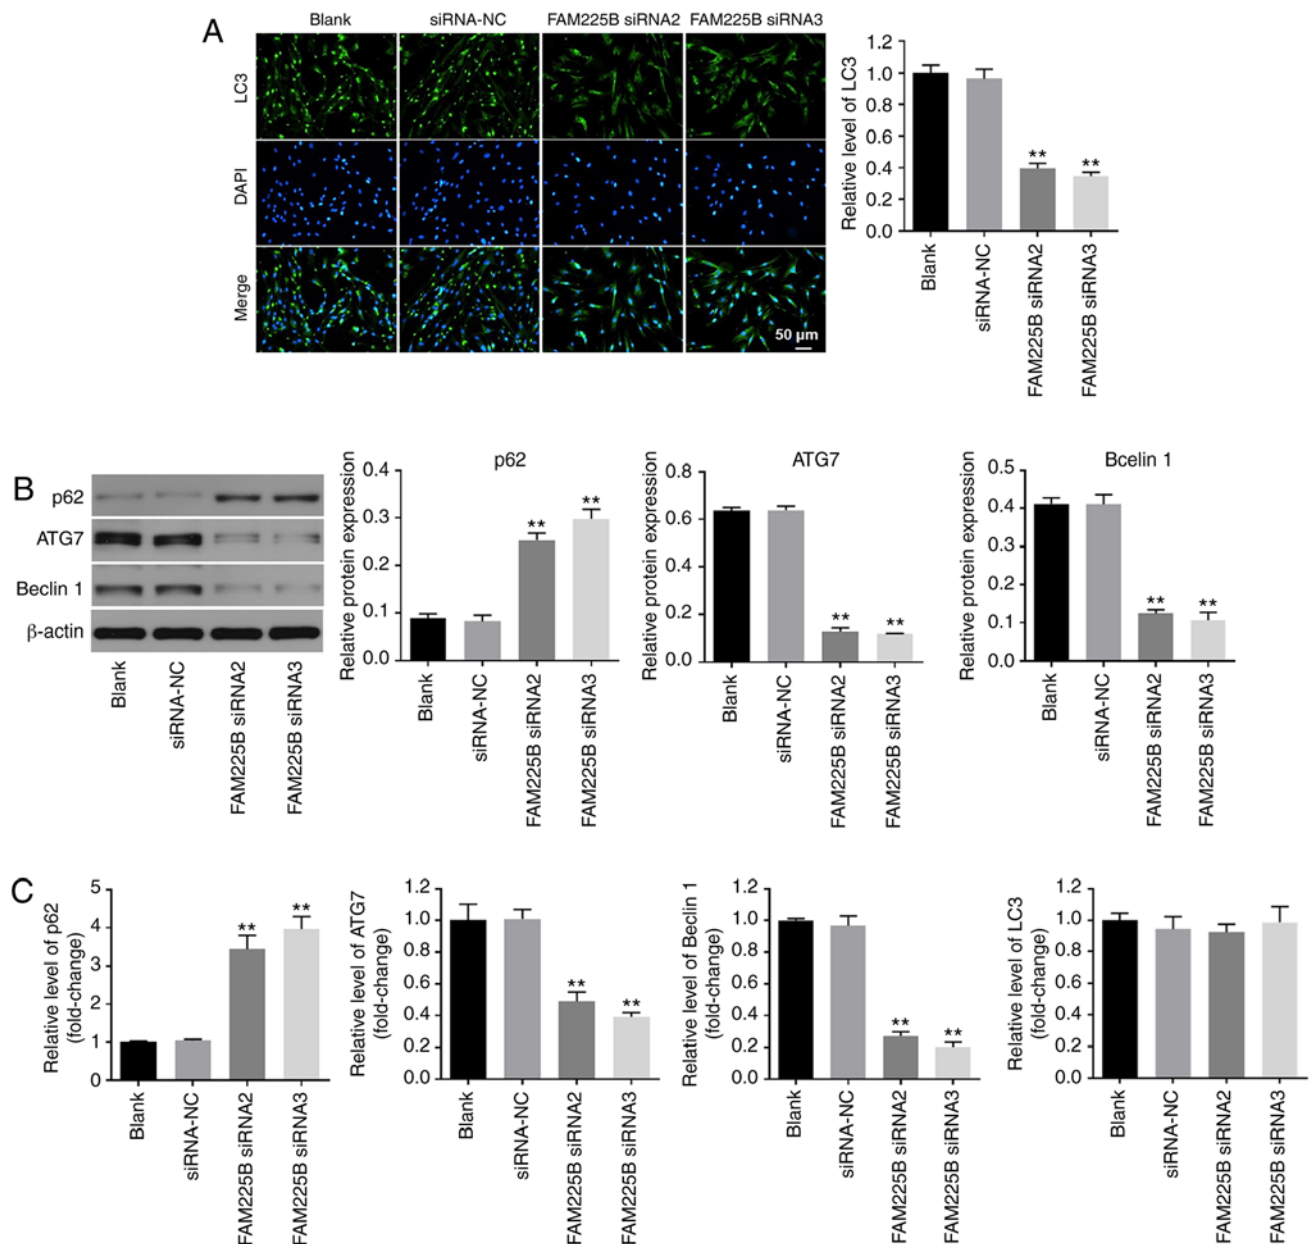 A
Blank
siRNA-NC
FAM225B siRNA2
FAM225B siRNA3
LC3
DAPI
Merge
50 µm
Relative level of LC3
1.2
1.0
0.8
0.6
0.4
0.2
0.0
**
**
Blank
siRNA-NC
FAM225B siRNA2
FAM225B siRNA3
B
p62
ATG7
Beclin 1
β-actin
Blank
siRNA-NC
FAM225B siRNA2
FAM225B siRNA3
p62
Relative protein expression
0.4
0.3
0.2
0.1
0.0
**
**
Blank
siRNA-NC
FAM225B siRNA2
FAM225B siRNA3
ATG7
Relative protein expression
0.8
0.6
0.4
0.2
0.0
**
**
Blank
siRNA-NC
FAM225B siRNA2
FAM225B siRNA3
Bcelin 1
Relative protein expression
0.5
0.4
0.3
0.2
0.1
0.0
**
**
Blank
siRNA-NC
FAM225B siRNA2
FAM225B siRNA3
C
Relative level of p62
(fold-change)
5
4
3
2
1
0
**
**
Blank
siRNA-NC
FAM225B siRNA2
FAM225B siRNA3
Relative level of ATG7
(fold-change)
1.2
1.0
0.8
0.6
0.4
0.2
0.0
**
**
Blank
siRNA-NC
FAM225B siRNA2
FAM225B siRNA3
Relative level of Beclin 1
(fold-change)
1.2
1.0
0.8
0.6
0.4
0.2
0.0
**
**
Blank
siRNA-NC
FAM225B siRNA2
FAM225B siRNA3
Relative level of LC3
(fold-change)
1.2
1.0
0.8
0.6
0.4
0.2
0.0
Blank
siRNA-NC
FAM225B siRNA2
FAM225B siRNA3